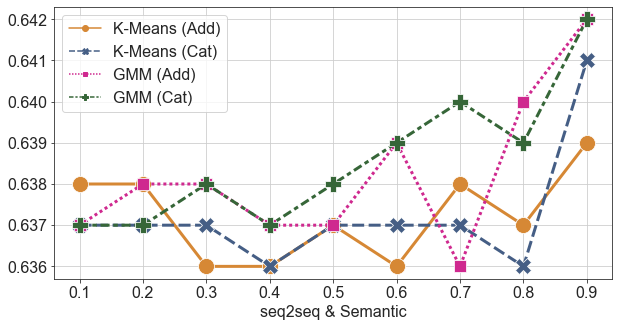 0.642
0.641
0.640
0.639
0.638
0.637
0.636
K-Means (Add)
K-Means (Cat)
GMM (Add)
GMM (Cat)
0.1 0.2 0.3 0.4 0.5 0.6 0.7 0.8 0.9
seq2seq & Semantic